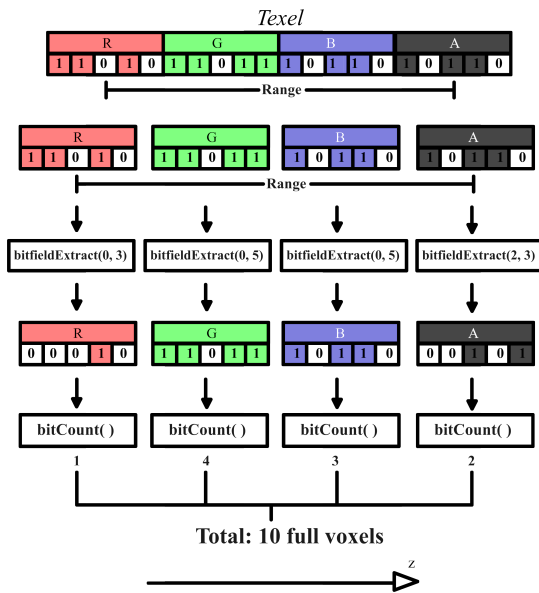 Texel
R G B A
1 1 0 1 0 1 1 0 1 1 1 0 1 1 0 1 0 1 1 0
Range
R G B A
1 1 0 1 0 1 1 0 1 1 1 0 1 1 0 1 0 1 1 0
Range
bitfieldExtract(0, 3) bitfieldExtract(0, 5) bitfieldExtract(0, 5) bitfieldExtract(2, 3)
R G B A
0 0 0 1 0 1 1 0 1 1 1 0 1 1 0 0 0 1 0 1
bitCount( ) bitCount( ) bitCount( ) bitCount( )
1 4 3 2
Total: 10 full voxels
z